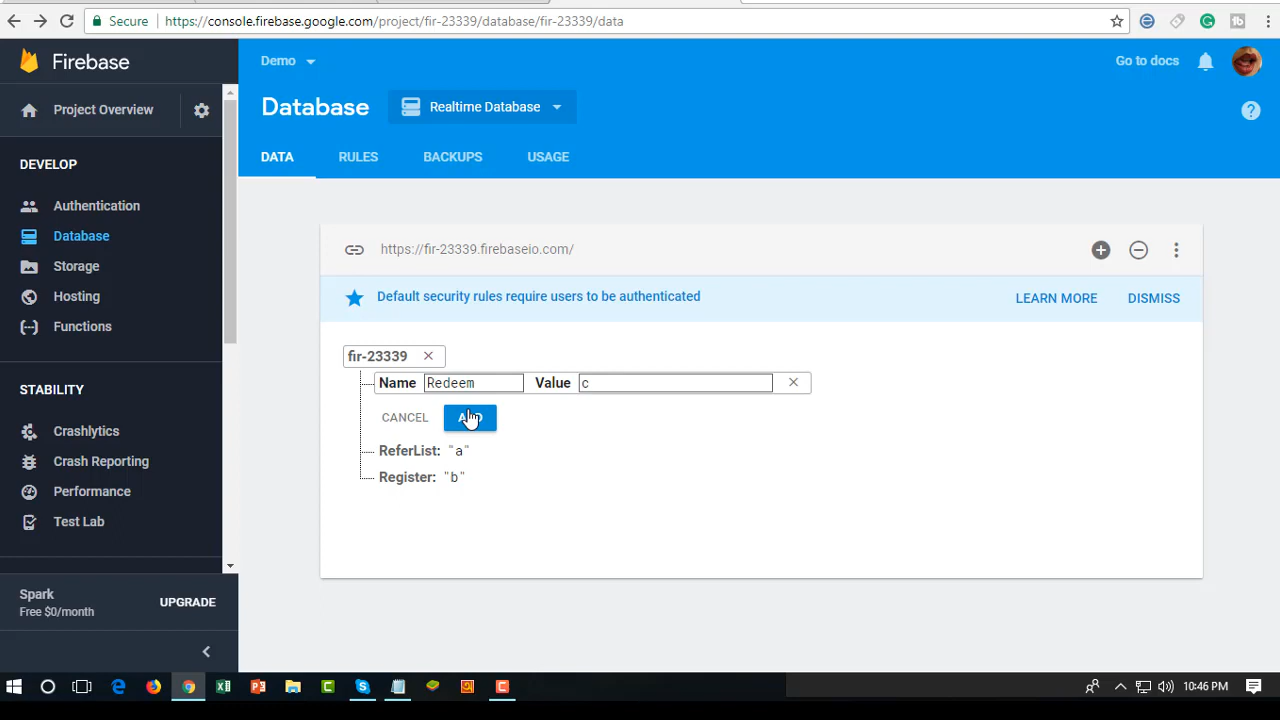 Secure https://console.firebase.google.com/project/fir-23339/database/fir-23339/data
Firebase
Demo
Go to docs
Project Overview
Database
Realtime Database
DEVELOP
DATA
RULES
BACKUPS
USAGE
Authentication
Database
Storage
Hosting
Functions
https://fir-23339.firebaseio.com/
Default security rules require users to be authenticated
LEARN MORE
DISMISS
fir-23339
Name Redeem Value c
CANCEL
ReferList: "a"
Register: "b"
STABILITY
Crashlytics
Crash Reporting
Performance
Test Lab
Spark
Free $0/month
UPGRADE
10:46 PM